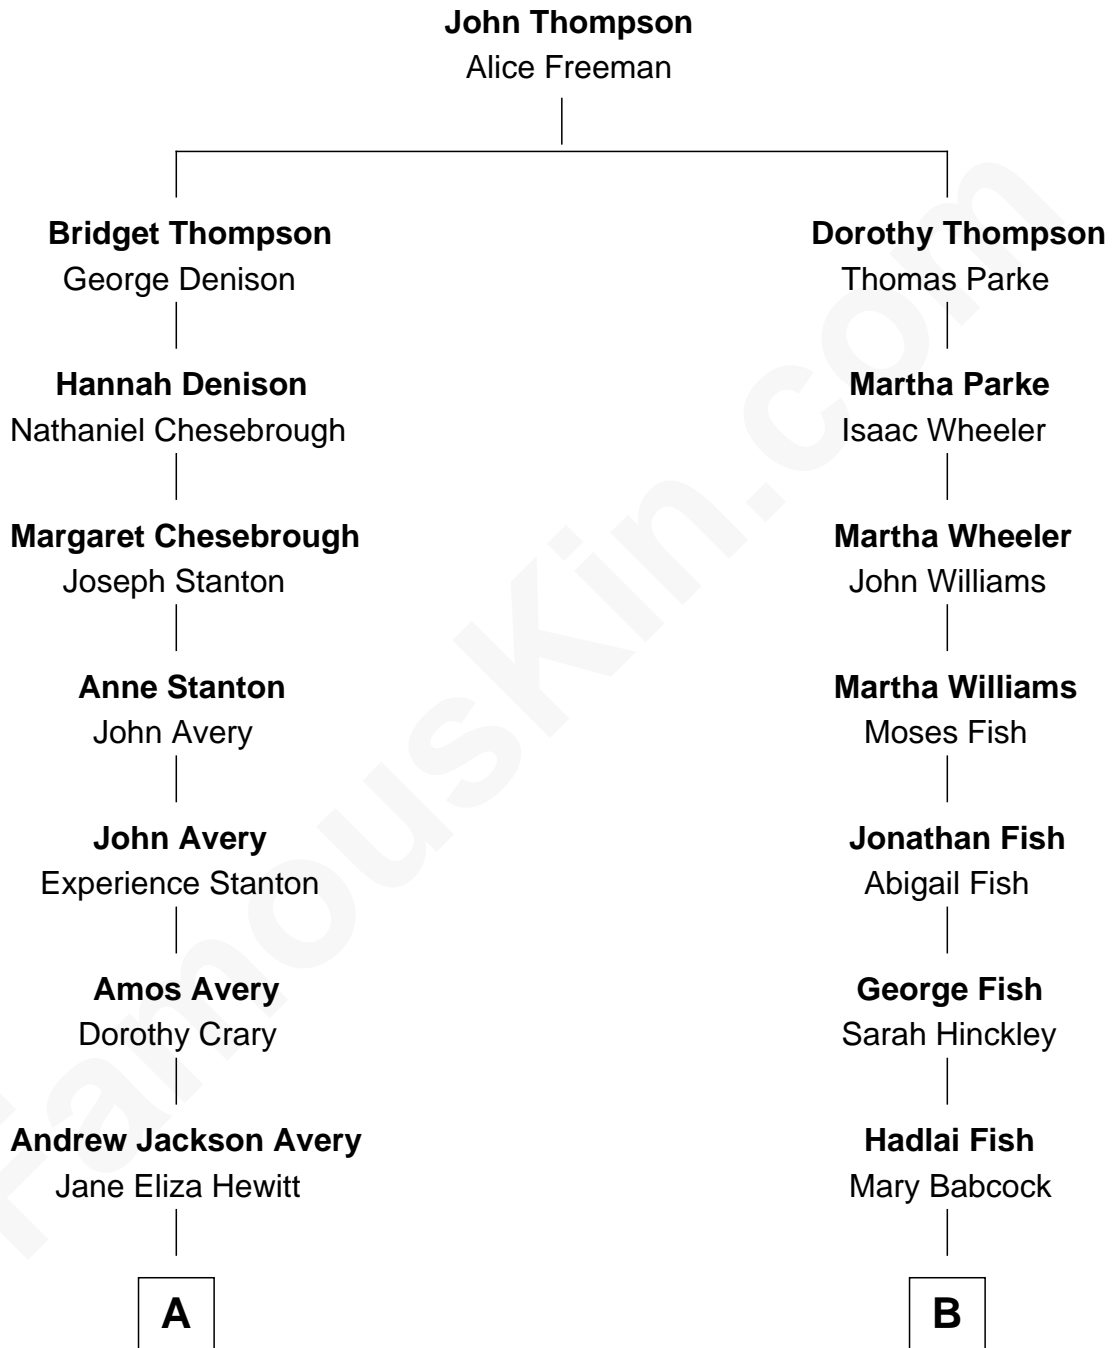 John Thompson
Alice Freeman
Bridget Thompson
George Denison
Dorothy Thompson
Thomas Parke
Hannah Denison
Nathaniel Chesebrough
Martha Parke
Isaac Wheeler
Margaret Chesebrough
Joseph Stanton
Martha Wheeler
John Williams
Anne Stanton
John Avery
Martha Williams
Moses Fish
John Avery
Experience Stanton
Jonathan Fish
Abigail Fish
Amos Avery
Dorothy Crary
George Fish
Sarah Hinckley
Andrew Jackson Avery
Jane Eliza Hewitt
Hadlai Fish
Mary Babcock
A
B
FamousKin.com